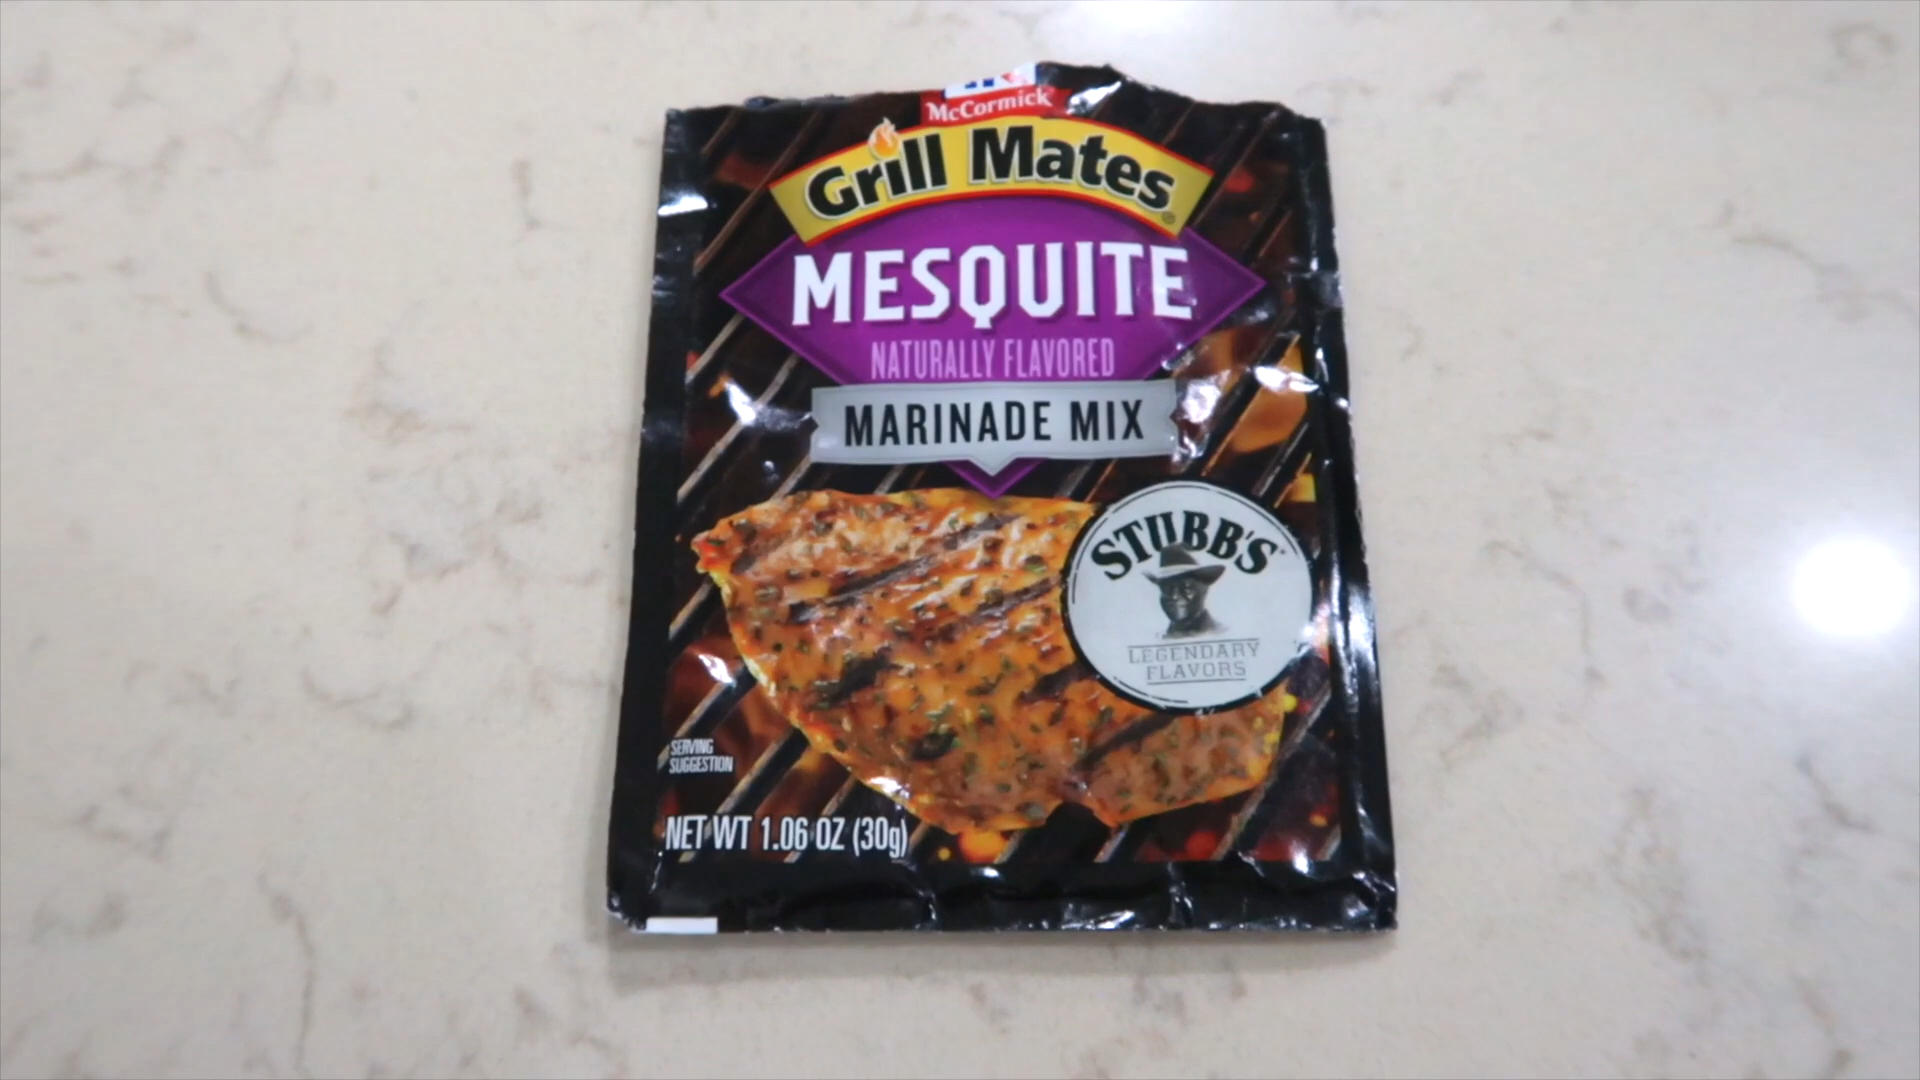 McCormick
Grill Mates®
MESQUITE
NATURALLY FLAVORED
MARINADE MIX
STUBB'S
LEGENDARY
FLAVORS
SERVING
SUGGESTION
NET WT 1.06 OZ (30g)